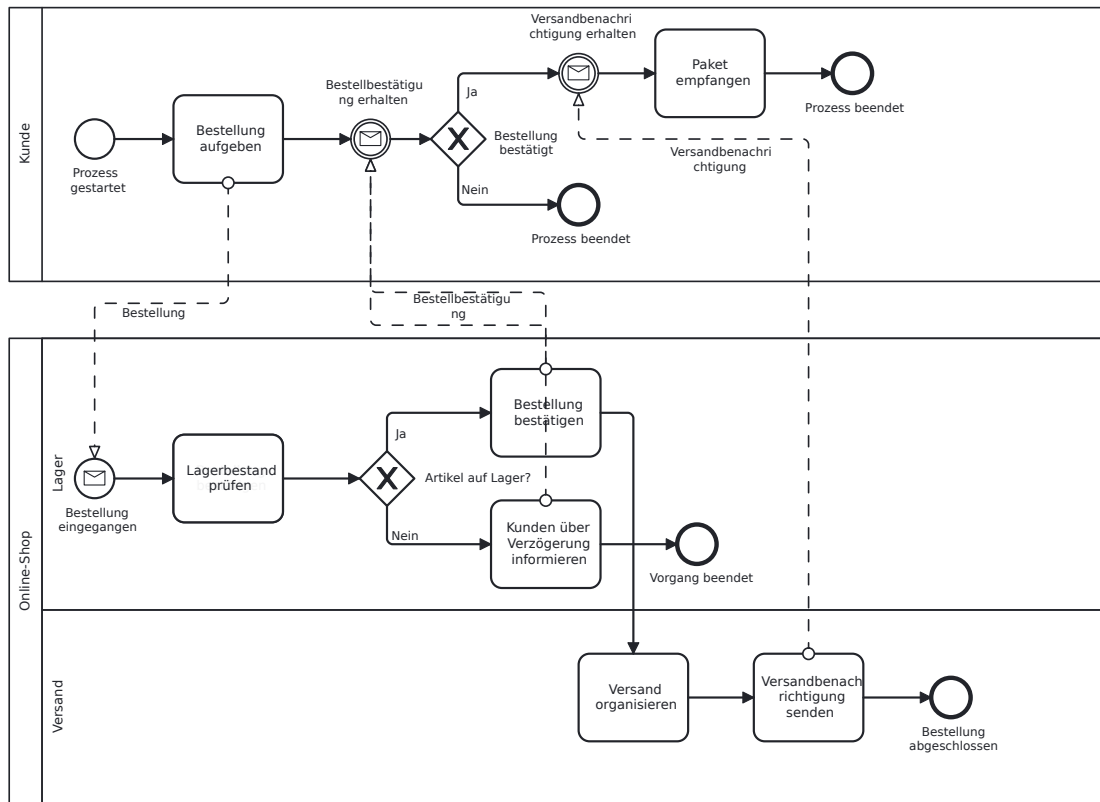 Kunde
Prozess
gestartet
Bestellung
aufgeben
Bestellbestätigu
ng erhalten
Ja
Nein
Bestellung
bestätigt
Versandbenachri
chtigung erhalten
Paket
empfangen
Prozess beendet
Prozess beendet
Versandbenachri
chtigung
Bestellung
Bestellbestätigu
ng
Online-Shop
Lager
Bestellung
eingegangen
Lagerbestand
prüfen
Ja
Nein
Artikel auf Lager?
Bestellung
bestätigen
Kunden über
Verzögerung
informieren
Vorgang beendet
Versand
Versand
organisieren
Versandbenach
richtigung
senden
Bestellung
abgeschlossen